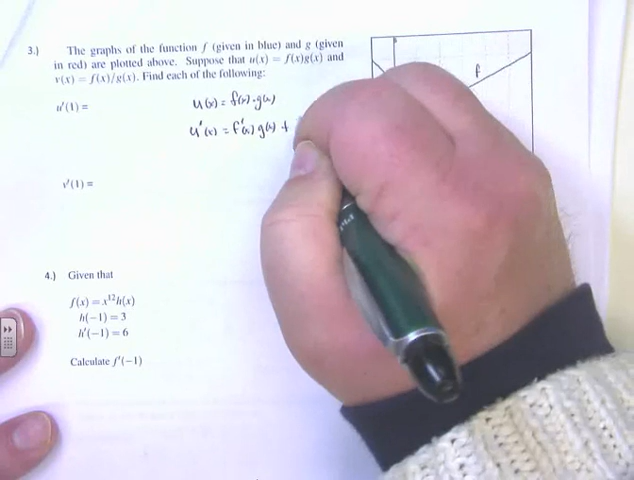 3.) The graphs of the function f (given in blue) and g (given
in red) are plotted above. Suppose that u(x) = f(x)g(x) and
v(x) = f(x)/g(x). Find each of the following:
u'(1) =
u(x) = f(x)·g(x)
u'(x) = f'(x) g(x) +
f
v'(1) =
4.) Given that
f(x) = x¹²h(x)
h(−1) = 3
h'(−1) = 6
Calculate f'(−1)